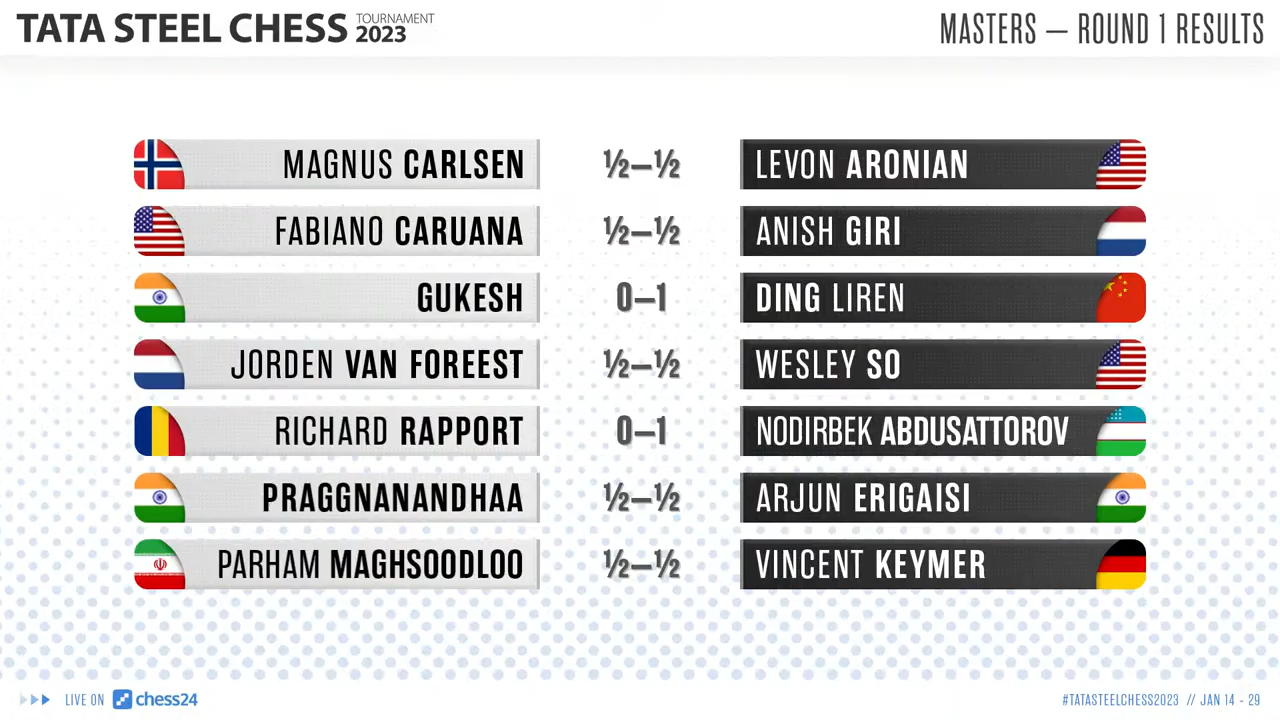 TATA STEEL CHESS TOURNAMENT 2023
MASTERS — ROUND 1 RESULTS
MAGNUS CARLSEN ½–½ LEVON ARONIAN
FABIANO CARUANA ½–½ ANISH GIRI
GUKESH 0–1 DING LIREN
JORDEN VAN FOREEST ½–½ WESLEY SO
RICHARD RAPPORT 0–1 NODIRBEK ABDUSATTOROV
PRAGGNANANDHAA ½–½ ARJUN ERIGAISI
PARHAM MAGHSOODLOO ½–½ VINCENT KEYMER
LIVE ON chess24
#TATASTEELCHESS2023 // JAN 14 - 29